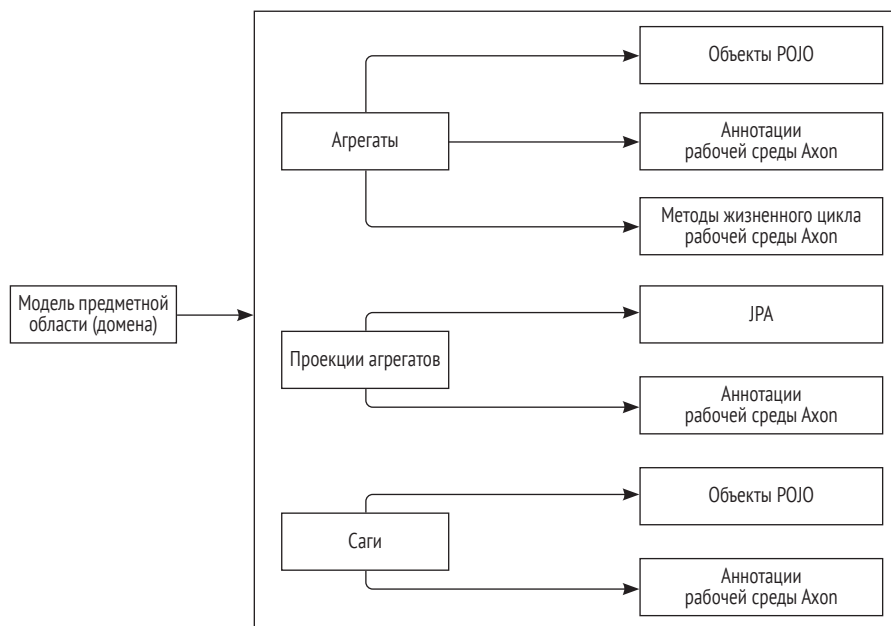 Объекты POJO
Агрегаты
Аннотации
рабочей среды Axon
Методы жизненного цикла
рабочей среды Axon
Модель предметной
области (домена)
JPA
Проекции агрегатов
Аннотации
рабочей среды Axon
Объекты POJO
Саги
Аннотации
рабочей среды Axon